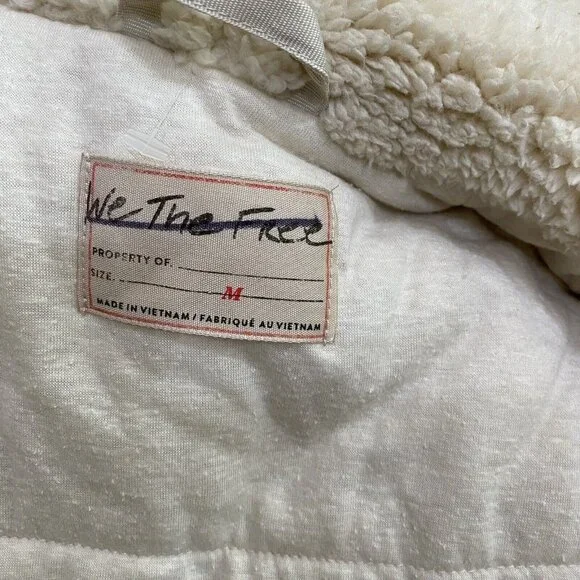 We The Free
PROPERTY OF.
SIZE. M
MADE IN VIETNAM / FABRIQUÉ AU VIETNAM